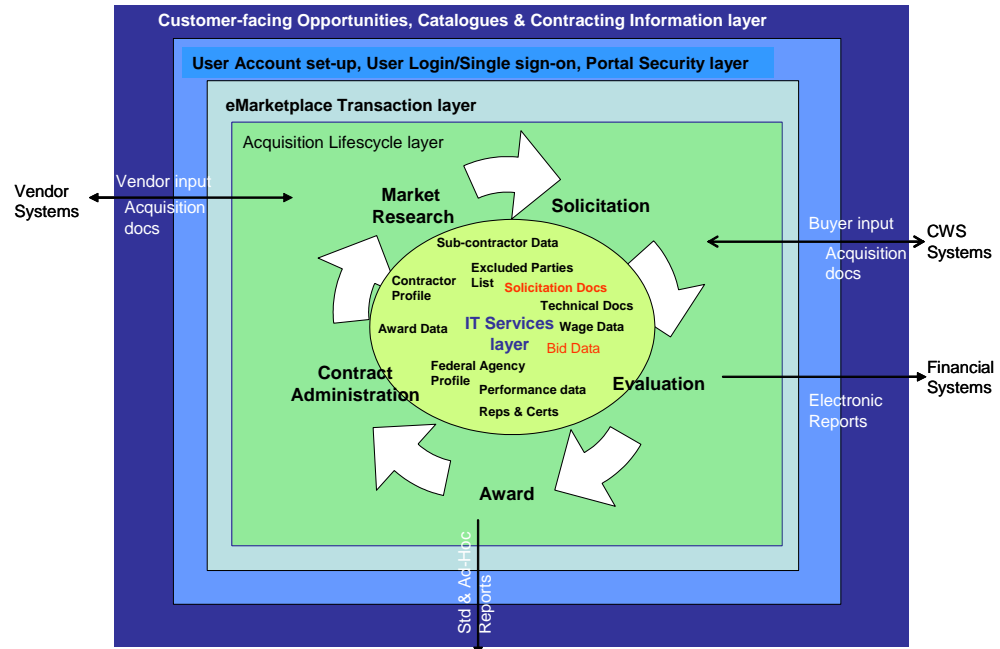 Customer-facing Opportunities, Catalogues & Contracting Information layer
User Account set-up, User Login/Single sign-on, Portal Security layer
eMarketplace Transaction layer
Acquisition Lifecycle layer
Vendor
Systems
Vendor input
Acquisition
docs
Market
Research
Solicitation
Buyer input
Acquisition
docs
CWS
Systems
Sub-contractor Data
Excluded Parties
List
Solicitation Docs
Contractor
Profile
Technical Docs
Award Data
IT Services
layer
Wage Data
Bid Data
Federal Agency
Profile
Performance data
Reps & Certs
Contract
Administration
Evaluation
Financial
Systems
Electronic
Reports
Award
Std & Ad-Hoc
Reports